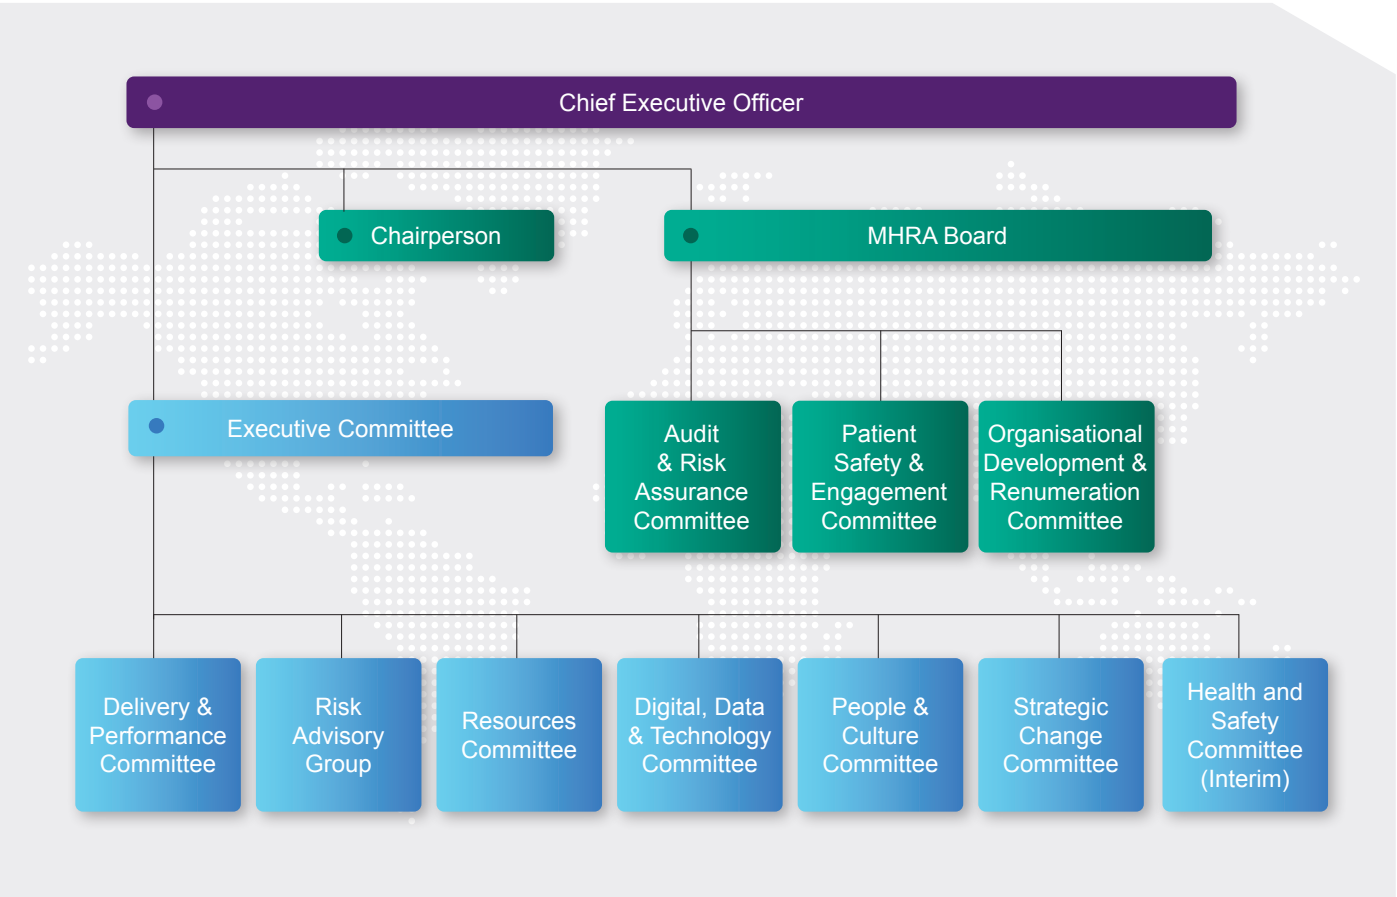 Chief Executive Officer
Chairperson
MHRA Board
Executive Committee
Audit
& Risk
Assurance
Committee
Patient
Safety &
Engagement
Committee
Organisational
Development &
Renumeration
Committee
Delivery &
Performance
Committee
Risk
Advisory
Group
Resources
Committee
Digital, Data
& Technology
Committee
People &
Culture
Committee
Strategic
Change
Committee
Health and
Safety
Committee
(Interim)